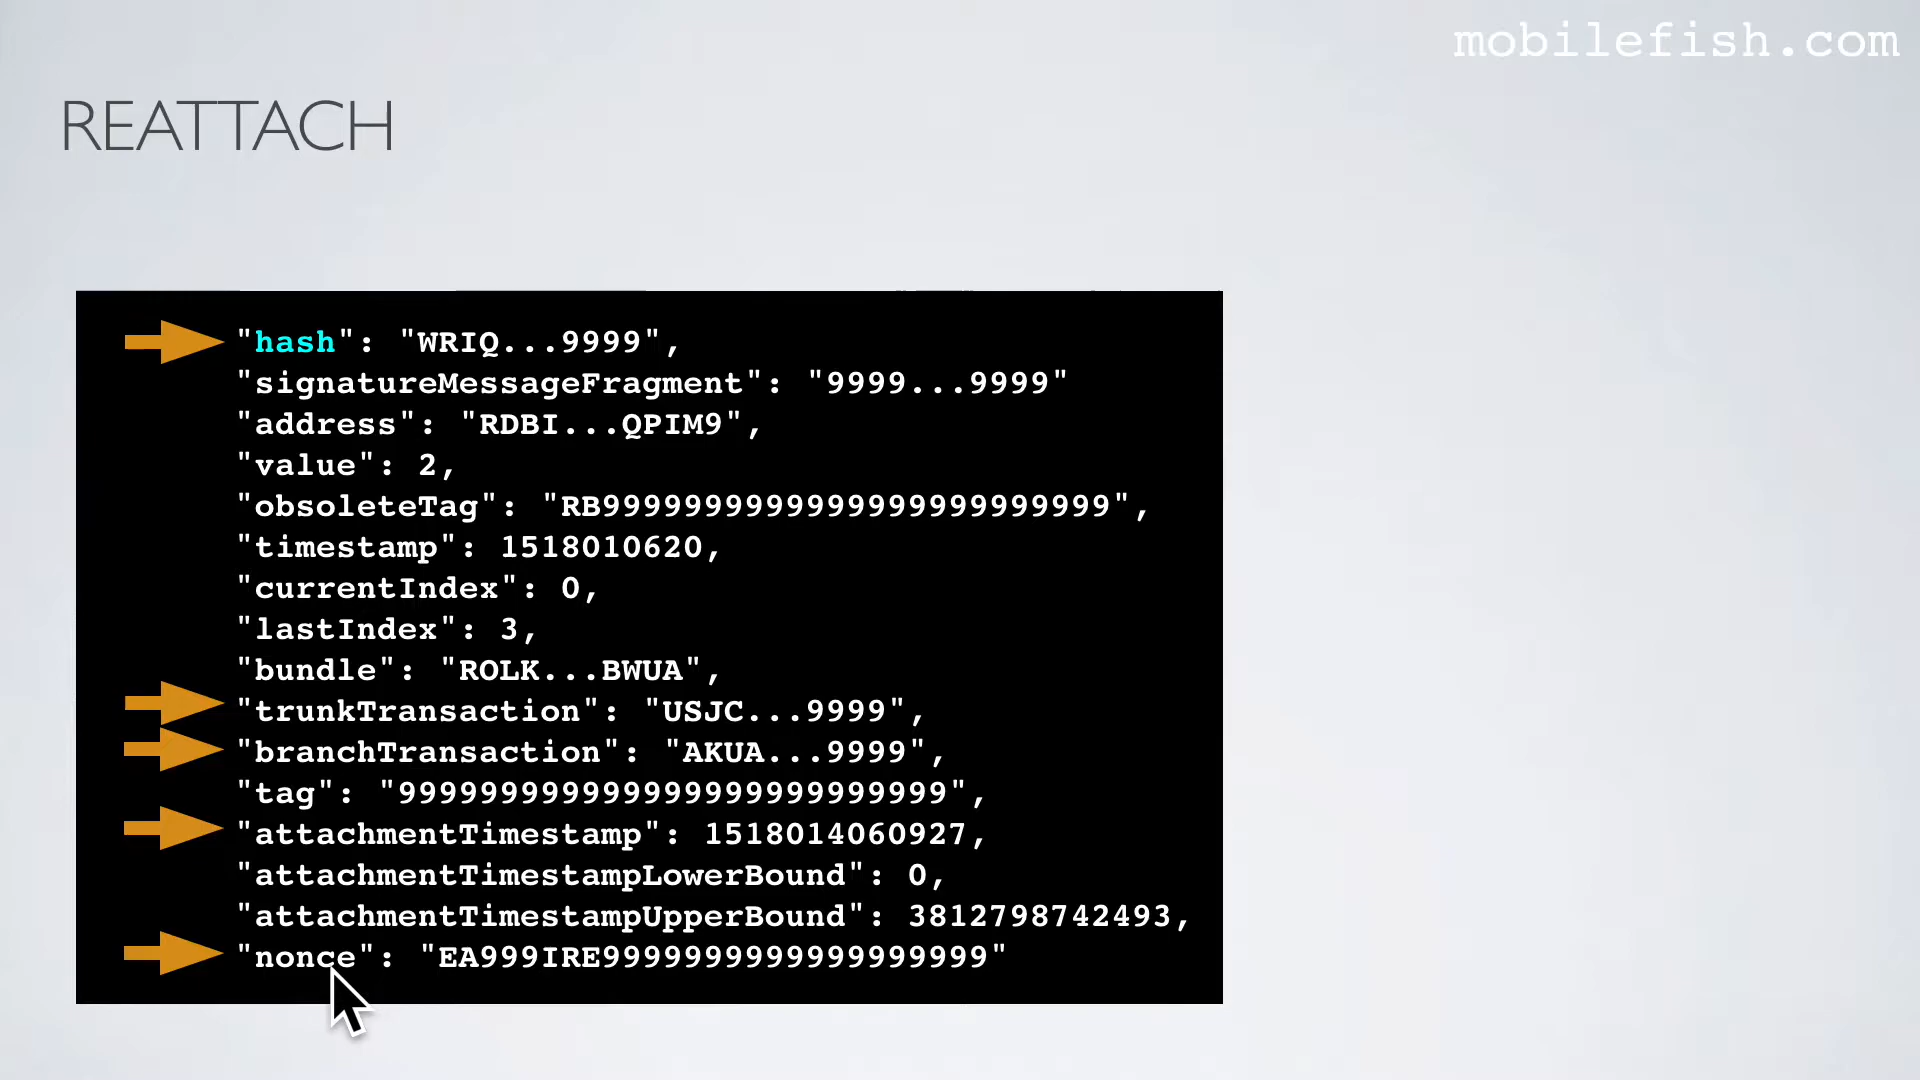 mobilefish.com
REATTACH
"hash": "WRIQ...9999",
"signatureMessageFragment": "9999...9999"
"address": "RDBI...QPIM9",
"value": 2,
"obsoleteTag": "RB9999999999999999999999999",
"timestamp": 1518010620,
"currentIndex": 0,
"lastIndex": 3,
"bundle": "ROLK...BWUA",
"trunkTransaction": "USJC...9999",
"branchTransaction": "AKUA...9999",
"tag": "999999999999999999999999999",
"attachmentTimestamp": 1518014060927,
"attachmentTimestampLowerBound": 0,
"attachmentTimestampUpperBound": 3812798742493,
"nonce": "EA999IRE9999999999999999999"